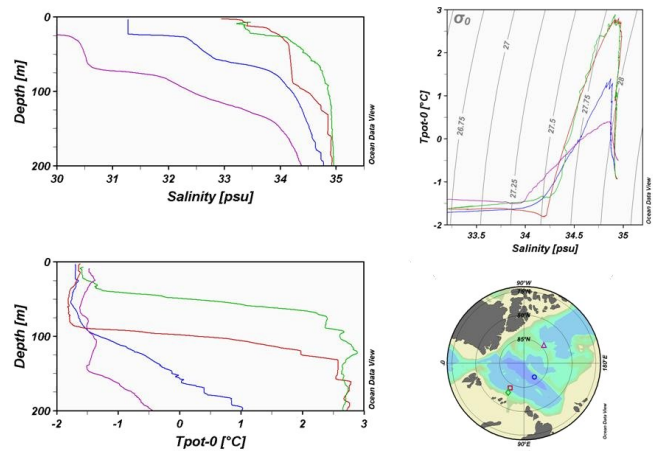 0
100
200
Depth [m]
30
31
32
33
34
35
Salinity [psu]
Ocean Data View
σ0
3
2
1
0
-1
-2
Tpot-0 [°C]
26.75
27
27.25
27.5
27.75
28
33.5
34
34.5
35
Salinity [psu]
Ocean Data View
0
100
200
Depth [m]
-2
-1
0
1
2
3
Tpot-0 [°C]
Ocean Data View
90°W
85°N
0
180°E
90°E
Ocean Data View